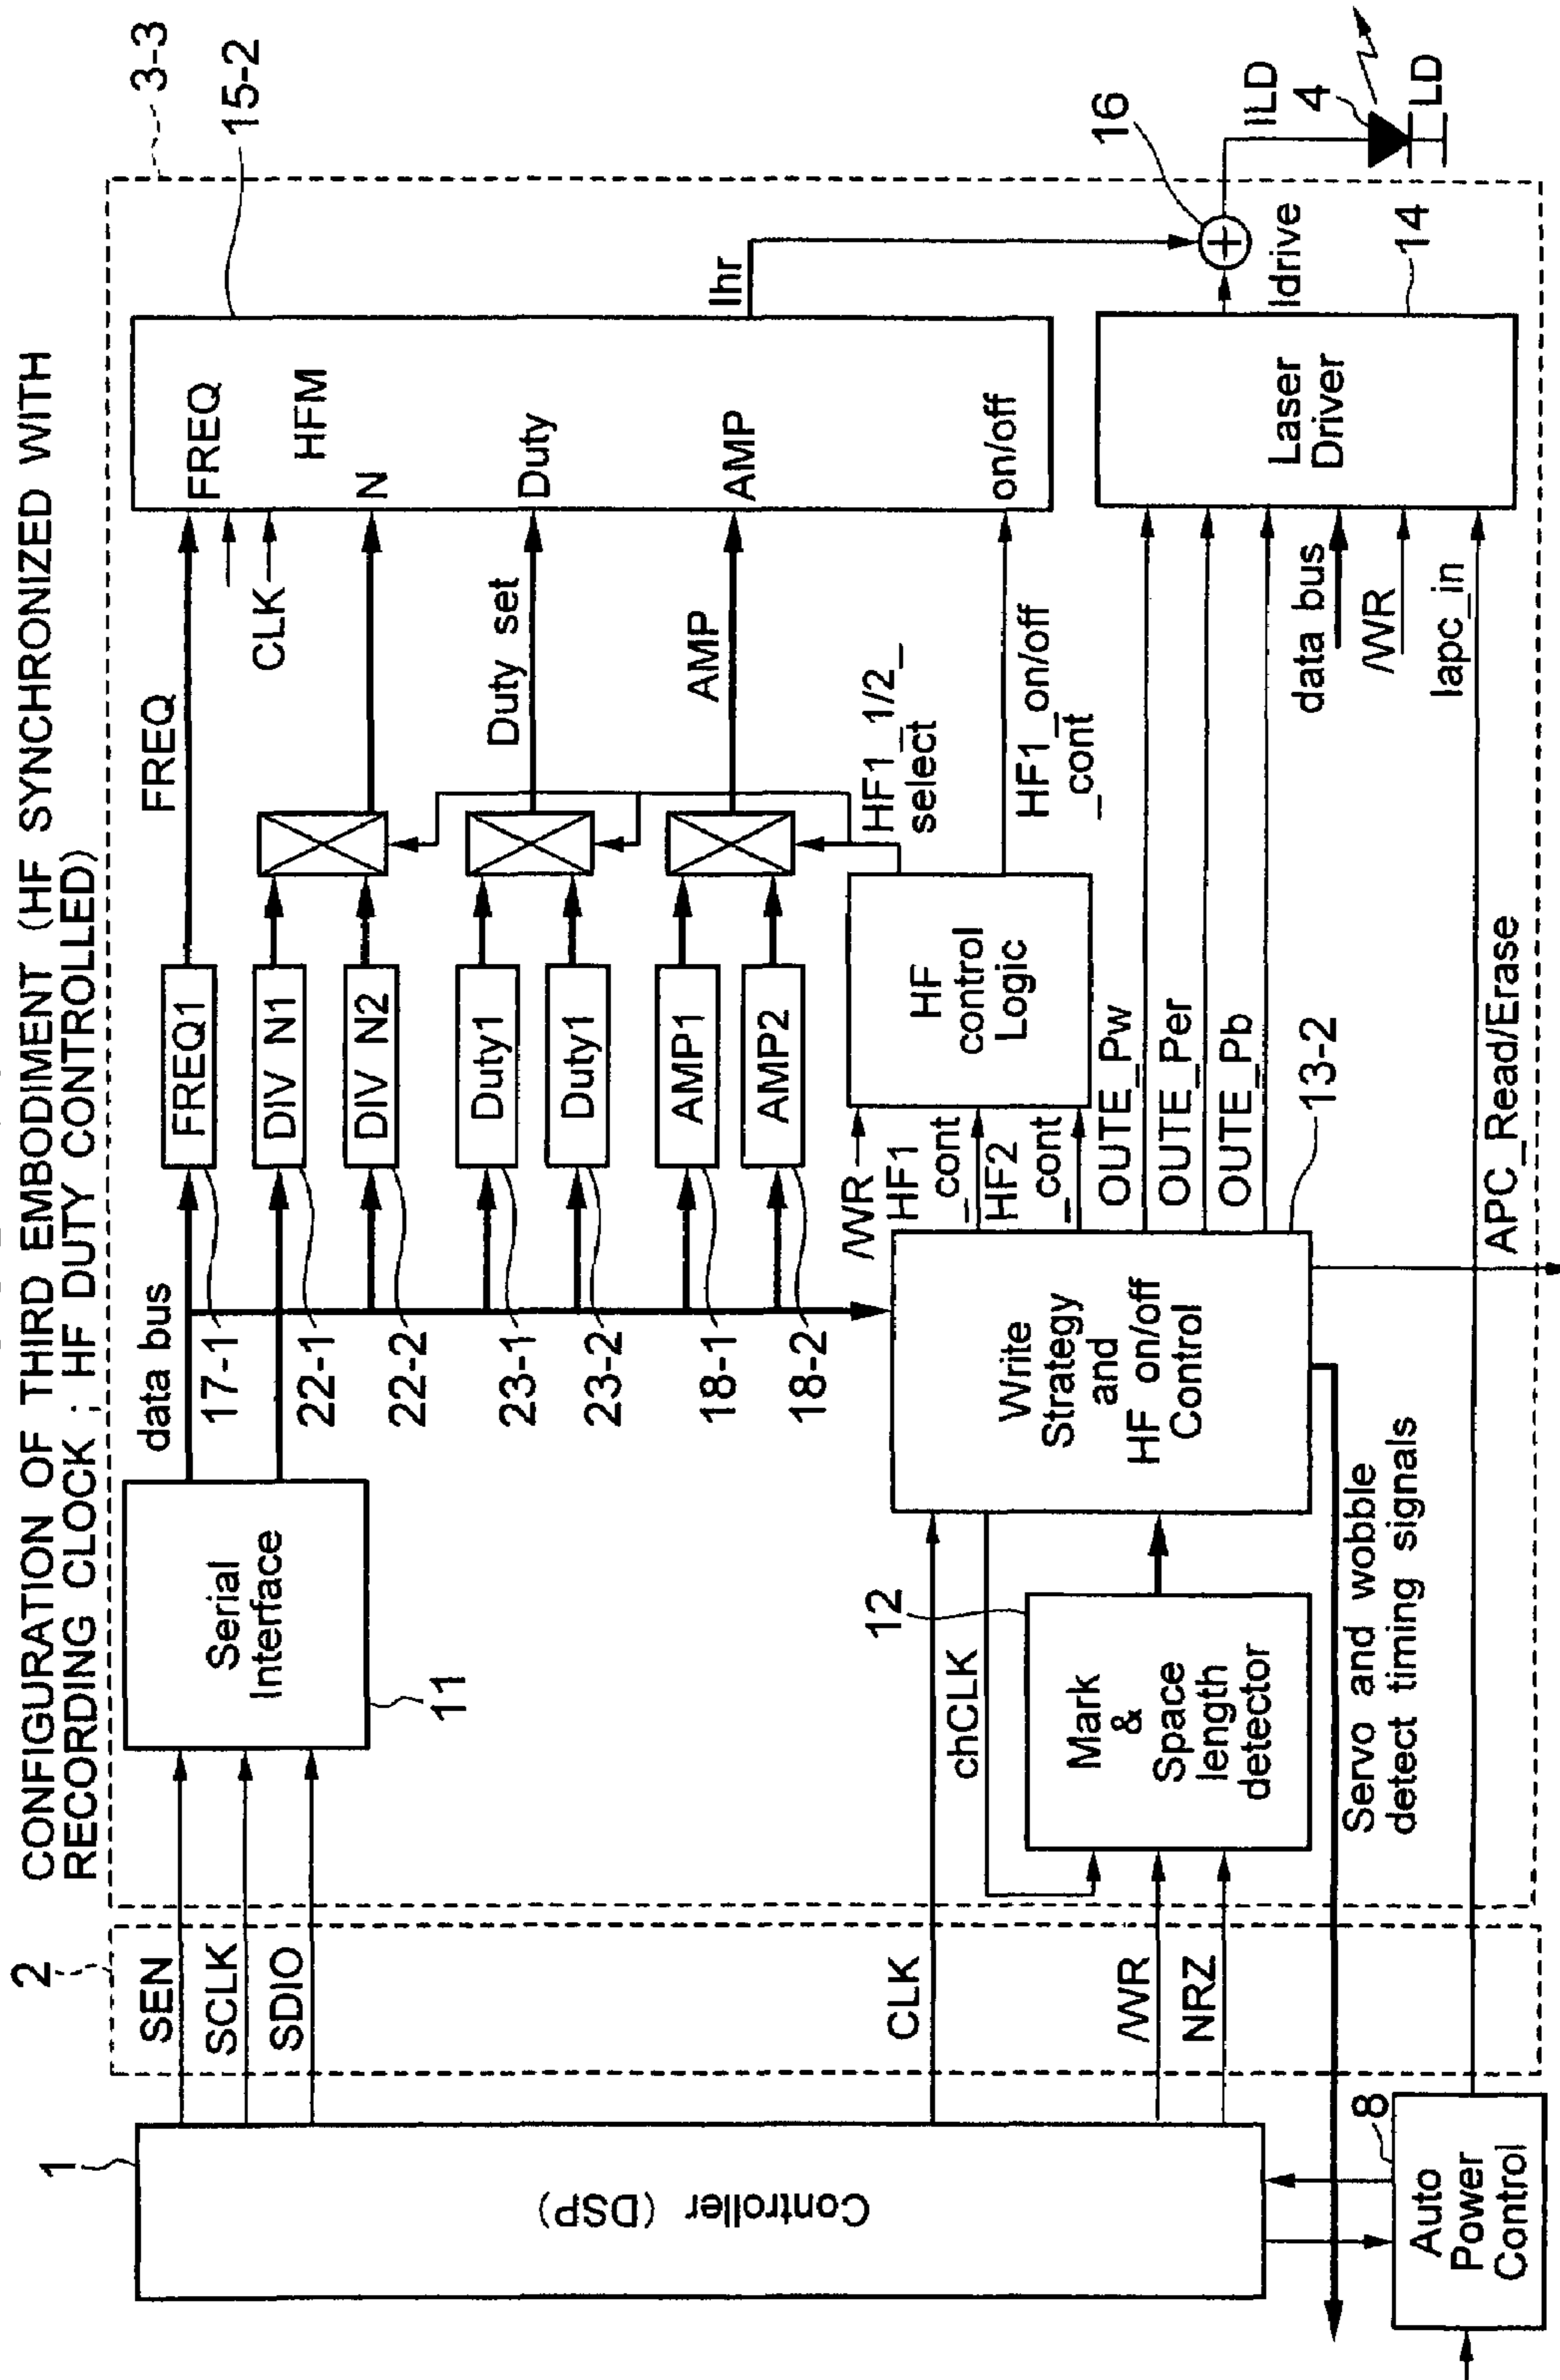 CONFIGURATION OF THIRD EMBODIMENT (HF SYNCHRONIZED WITH
RECORDING CLOCK ; HF DUTY CONTROLLED)
1
2
3-3
Controller (DSP)
SEN
SCLK
SDIO
CLK
/WR
NRZ
8
Auto
Power
Control
Serial
Interface
11
data bus
17-1
22-1
22-2
23-1
23-2
18-1
18-2
FREQ1
DIV N1
DIV N2
Duty1
Duty1
AMP1
AMP2
FREQ
CLK
Duty set
AMP
HF1_1/2_
select
HF1_on/off
_cont
15-2
FREQ
HFM
N
Duty
AMP
on/off
Ihr
chCLK
12
Mark
&
Space
length
detector
Write
Strategy
and
HF on/off
Control
13-2
/WR
HF1
_cont
HF2
_cont
HF
control
Logic
OUTE_Pw
OUTE_Per
OUTE_Pb
data bus
/WR
Iapc_in
Laser
Driver
14
Idrive
16
ILD
4
LD
Servo and wobble
detect timing signals
APC_Read/Erase